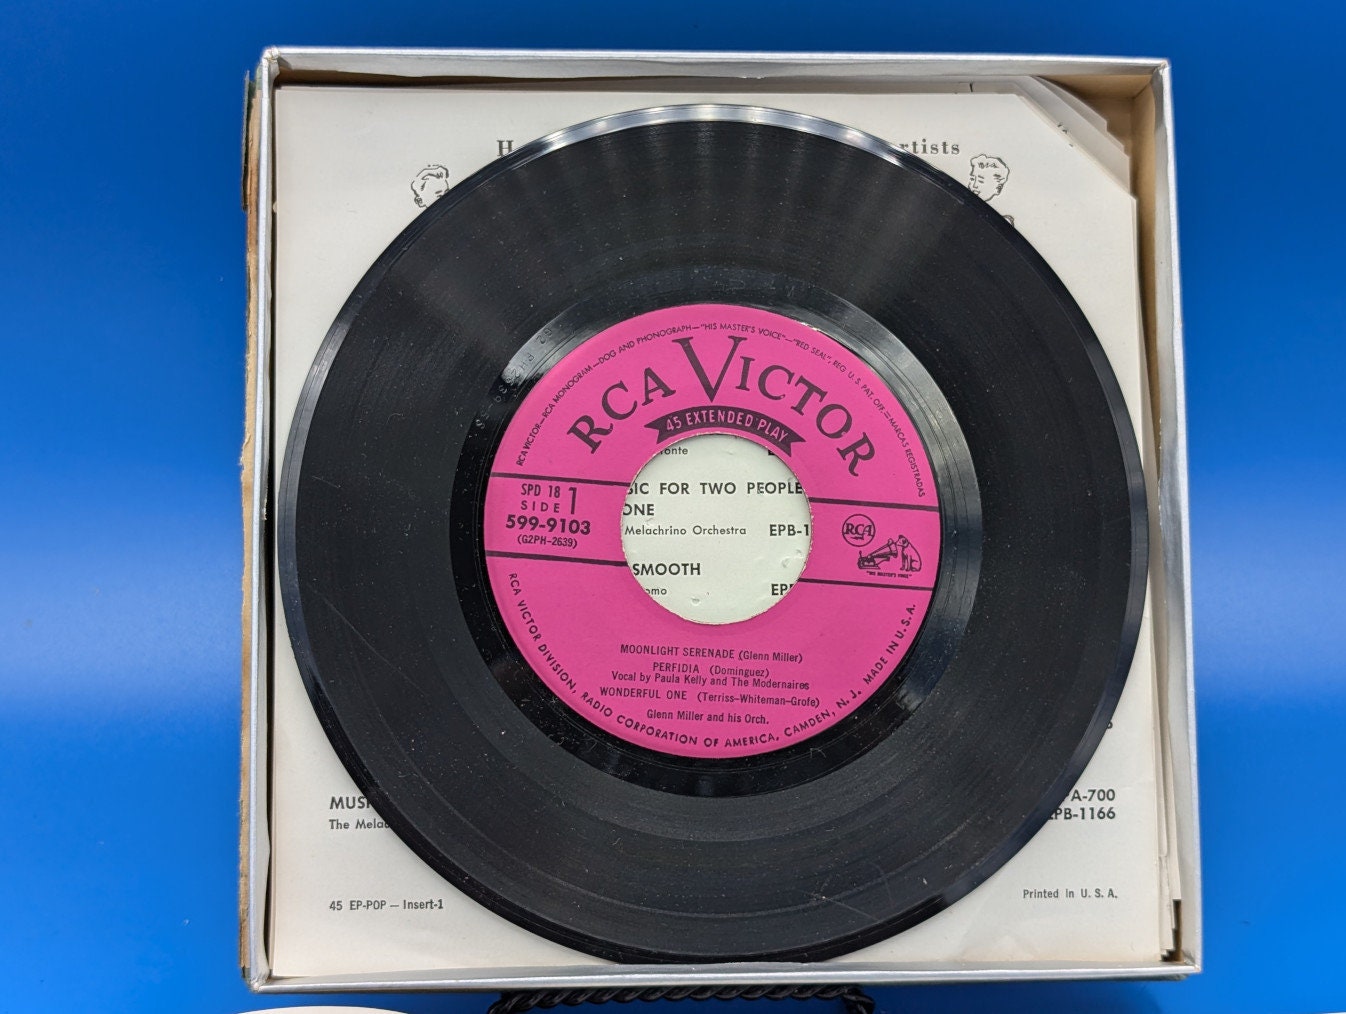 rtists
RCA VICTOR—RCA MONOGRAM—DOG AND PHONOGRAPH—"HIS MASTER'S VOICE"—"RED SEAL", REG. U. S. PAT. OFF.—MARCAS REGISTRADAS
RCA VICTOR
45 EXTENDED PLAY
SPD 18
SIDE 1
599-9103
(G2PH-2639)
RCA
"HIS MASTER'S VOICE"
MOONLIGHT SERENADE (Glenn Miller)
PERFIDIA (Dominguez)
Vocal by Paula Kelly and The Modernaires
WONDERFUL ONE (Terriss-Whiteman-Grofe)
Glenn Miller and his Orch.
RCA VICTOR DIVISION, RADIO CORPORATION OF AMERICA, CAMDEN, N. J. MADE IN U. S. A.
FOR TWO PEOPLE
ONE
Melachrino Orchestra EPB-1
SMOOTH
The
EPB-1166
45 EP-POP — Insert-1
Printed in U. S. A.